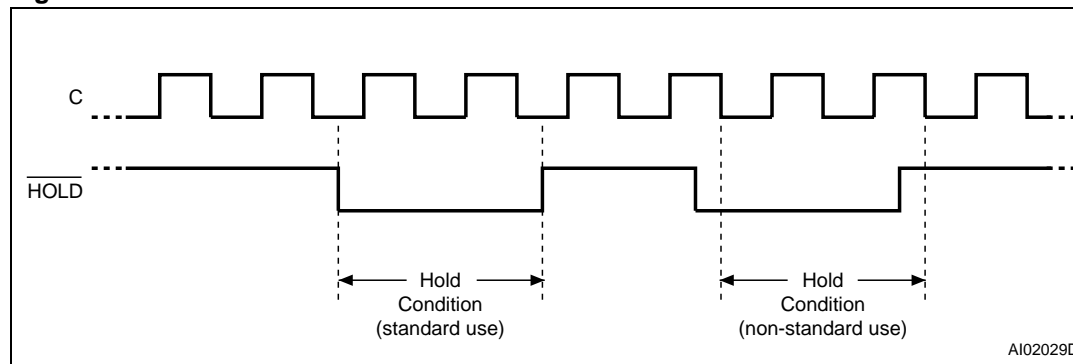 C
HOLD
Hold
Condition
(standard use)
Hold
Condition
(non-standard use)
AI02029D